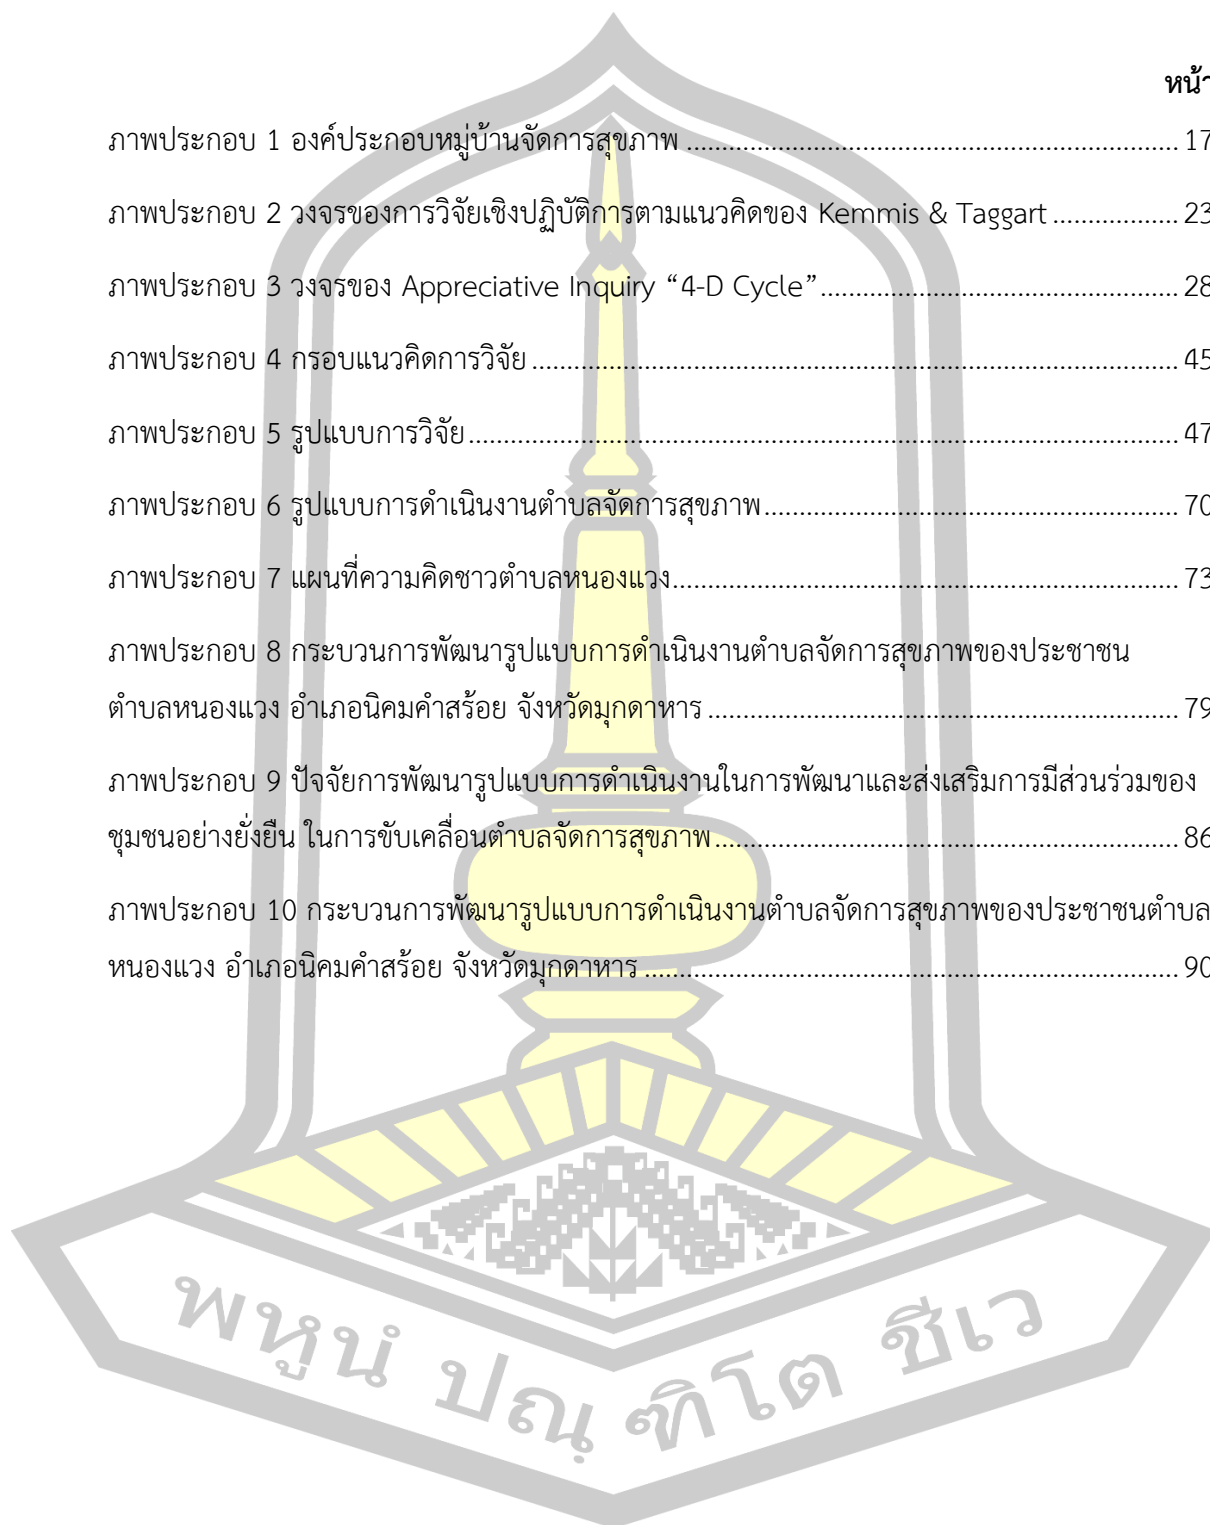 หน้า
ภาพประกอบ 1 องค์ประกอบหมู่บ้านจัดการสุขภาพ ........................................ 17
ภาพประกอบ 2 วงจรของการวิจัยเชิงปฏิบัติการตามแนวคิดของ Kemmis & Taggart .................. 23
ภาพประกอบ 3 วงจรของ Appreciative Inquiry “4-D Cycle” ........................................ 28
ภาพประกอบ 4 กรอบแนวคิดการวิจัย ........................................ 45
ภาพประกอบ 5 รูปแบบการวิจัย ........................................ 47
ภาพประกอบ 6 รูปแบบการดำเนินงานตำบลจัดการสุขภาพ ........................................ 70
ภาพประกอบ 7 แผนที่ความคิดชาวตำบลหนองแวง ........................................ 73
ภาพประกอบ 8 กระบวนการพัฒนารูปแบบการดำเนินงานตำบลจัดการสุขภาพของประชาชน
ตำบลหนองแวง อำเภอนิคมคำสร้อย จังหวัดมุกดาหาร ........................................ 79
ภาพประกอบ 9 ปัจจัยการพัฒนารูปแบบการดำเนินงานในการพัฒนาและส่งเสริมการมีส่วนร่วมของ
ชุมชนอย่างยั่งยืน ในการขับเคลื่อนตำบลจัดการสุขภาพ ........................................ 86
ภาพประกอบ 10 กระบวนการพัฒนารูปแบบการดำเนินงานตำบลจัดการสุขภาพของประชาชนตำบล
หนองแวง อำเภอนิคมคำสร้อย จังหวัดมุกดาหาร ........................................ 90
พหูนํ ปณฺ ฑิโต ชีเว